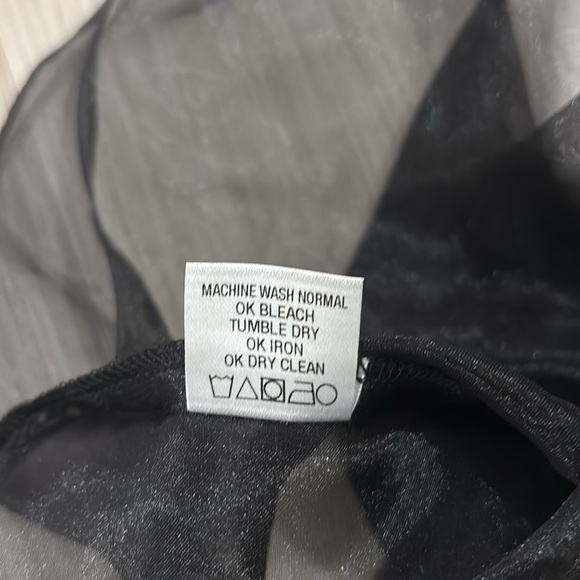 MACHINE WASH NORMAL
OK BLEACH
TUMBLE DRY
OK IRON
OK DRY CLEAN